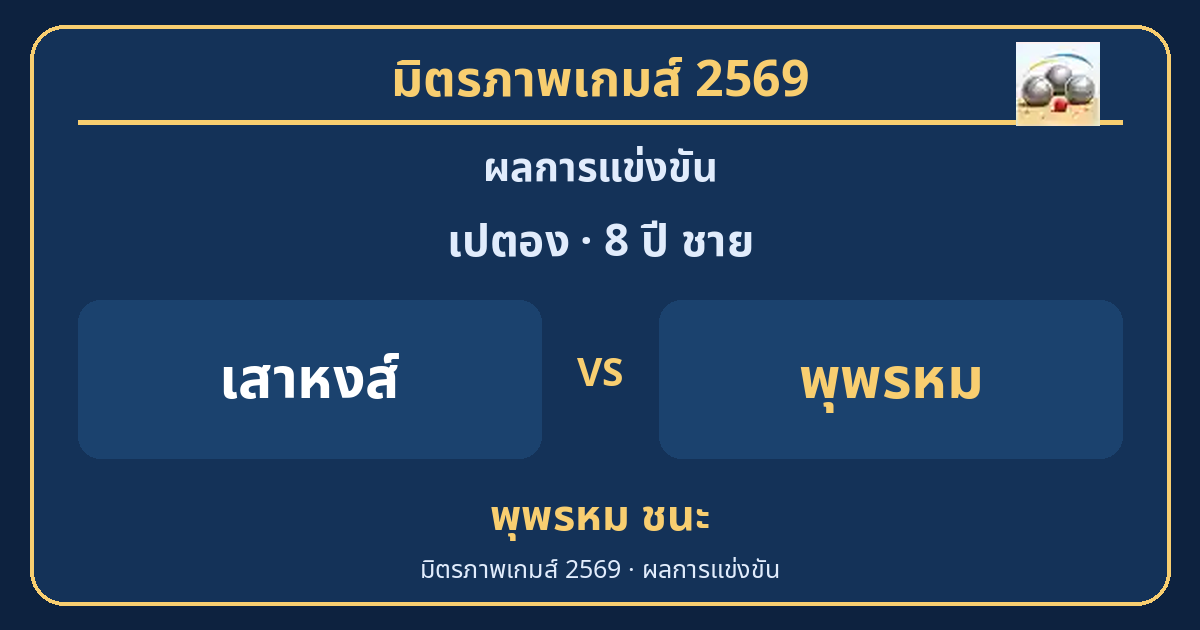 มิตรภาพเกมส์ 2569
ผลการแข่งขัน
เปตอง · 8 ปี ชาย
เสาหงส์
VS
พุพรหม
พุพรหม ชนะ
มิตรภาพเกมส์ 2569 · ผลการแข่งขัน